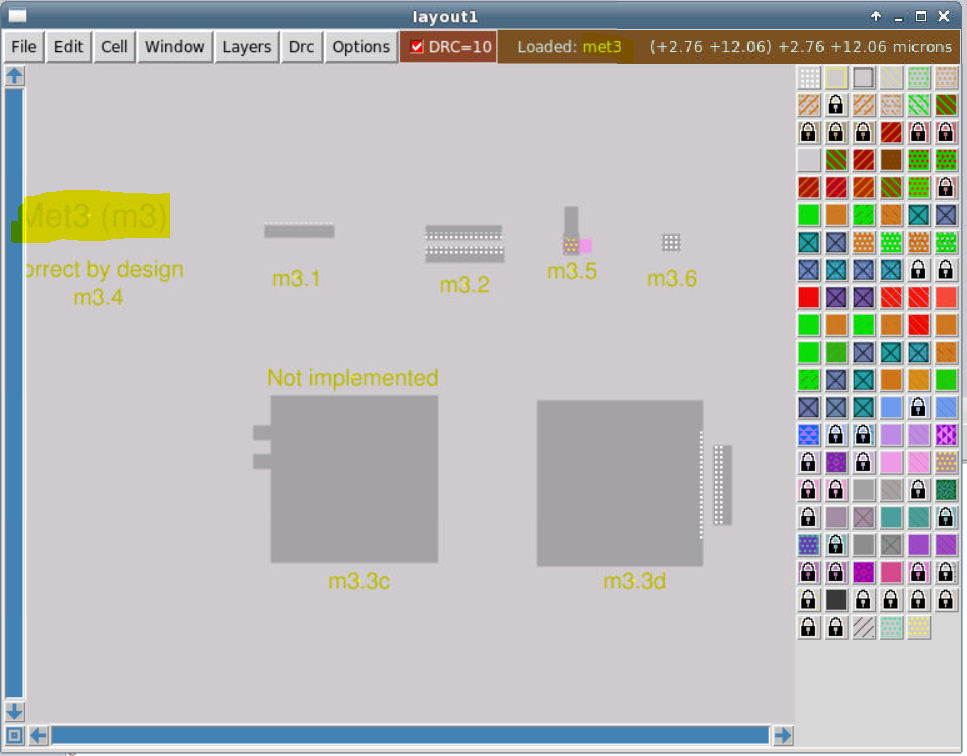 layout1
File Edit Cell Window Layers Drc Options DRC=10 Loaded: met3 (+2.76 +12.06) +2.76 +12.06 microns
Met3 (m3)
orrect by design
m3.4
m3.1
m3.2
m3.5
m3.6
Not implemented
m3.3c
m3.3d